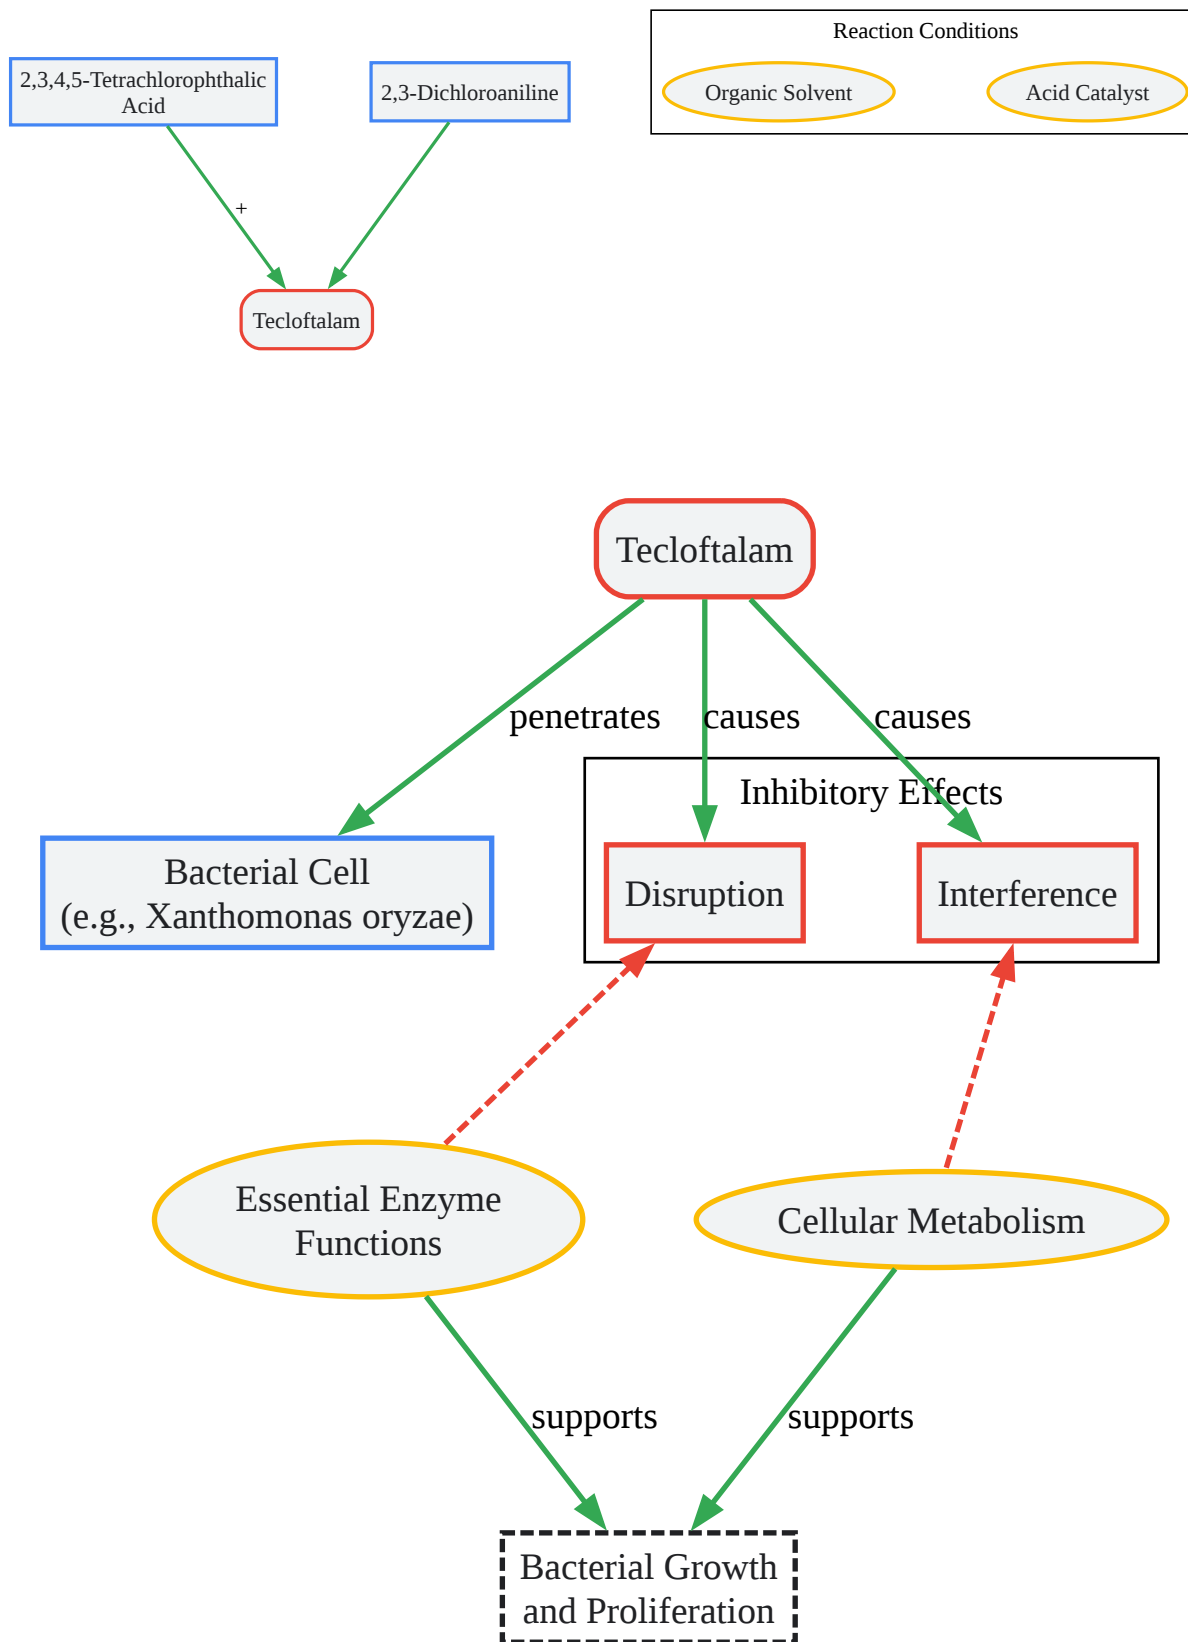 Reaction Conditions
2,3,4,5-Tetrachlorophthalic
Acid
2,3-Dichloroaniline
Organic Solvent
Acid Catalyst
+
Tecloftalam
Tecloftalam
penetrates
causes
causes
Inhibitory Effects
Bacterial Cell
(e.g., Xanthomonas oryzae)
Disruption
Interference
Essential Enzyme
Functions
Cellular Metabolism
supports
supports
Bacterial Growth
and Proliferation